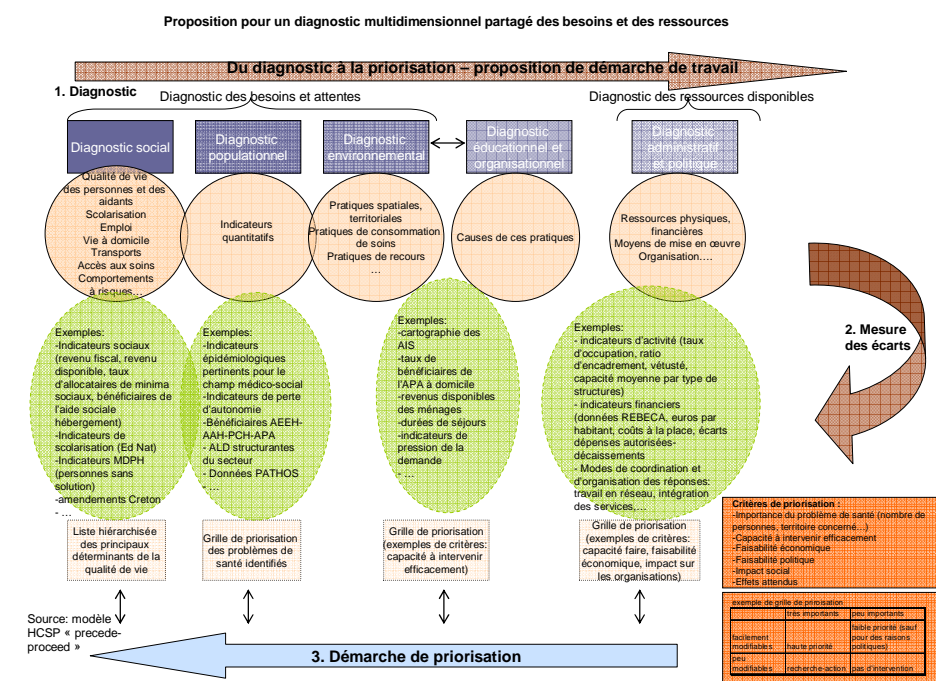 Proposition pour un diagnostic multidimensionnel partagé des besoins et des ressources
Du diagnostic à la priorisation – proposition de démarche de travail
1. Diagnostic
Diagnostic des besoins et attentes
Diagnostic des ressources disponibles
Diagnostic social
Diagnostic
populationnel
Diagnostic
environnemental
Diagnostic
éducationnel et
organisationnel
Diagnostic
administratif
et politique
Qualité de vie
des personnes et des
aidants
Scolarisation
Emploi
Vie à domicile
Transports
Accès aux soins
Comportements
à risques…
Indicateurs
quantitatifs
Pratiques spatiales,
territoriales
Pratiques de consommation
de soins
Pratiques de recours
…
Causes de ces pratiques
Ressources physiques,
financières
Moyens de mise en œuvre
Organisation….
2. Mesure
des écarts
Exemples:
-Indicateurs sociaux
(revenu fiscal, revenu
disponible, taux
d'allocataires de minima
sociaux, bénéficiaires de
l'aide sociale
hébergement)
-Indicateurs de
scolarisation (Ed Nat)
-Indicateurs MDPH
(personnes sans
solution)
-amendements Creton
- …
Exemples:
-Indicateurs
épidémiologiques
pertinents pour le
champ médico-social
-Indicateurs de perte
d'autonomie
-Bénéficiaires AEEH-
AAH-PCH-APA
- ALD structurantes
du secteur
- Données PATHOS
- …
Exemples:
-cartographie des
AIS
-taux de
bénéficiaires de
l'APA à domicile
-revenus disponibles
des ménages
-durées de séjours
-indicateurs de
pression de la
demande
- …
Exemples:
- indicateurs d'activité (taux
d'occupation, ratio
d'encadrement, vétusté,
capacité moyenne par type de
structures)
- indicateurs financiers
(données REBECA, euros par
habitant, coûts à la place, écarts
dépenses autorisées-
décaissements
- Modes de coordination et
d'organisation des réponses:
travail en réseau, intégration
des services,…
Liste hiérarchisée
des principaux
déterminants de la
qualité de vie
Grille de priorisation
des problèmes de
santé identifiés
Grille de priorisation
(exemples de critères:
capacité à intervenir
efficacement)
Grille de priorisation
(exemples de critères:
capacité faire, faisabilité
économique, impact sur
les organisations)
Critères de priorisation :
-Importance du problème de santé (nombre de
personnes, territoire concerné…)
-Capacité à intervenir efficacement
-Faisabilité économique
-Faisabilité politique
-Impact social
-Effets attendus
exemple de grille de priroisation
très importants peu importants
facilement
modifiables haute priorité faible priorité (sauf
pour des raisons
politiques)
peu
modifiables recherche-action pas d'intervention
Source: modèle
HCSP « precede-
proceed »
3. Démarche de priorisation